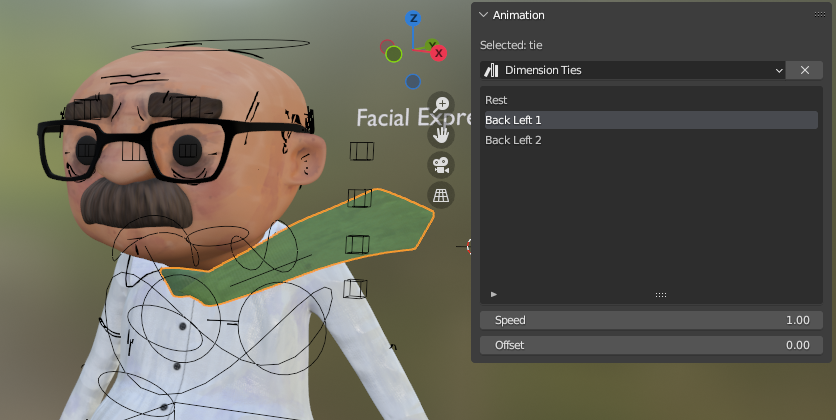 Animation
Selected: tie
Dimension Ties
Rest
Back Left 1
Back Left 2
Speed 1.00
Offset 0.00
Z
Y
X
Facial Expre